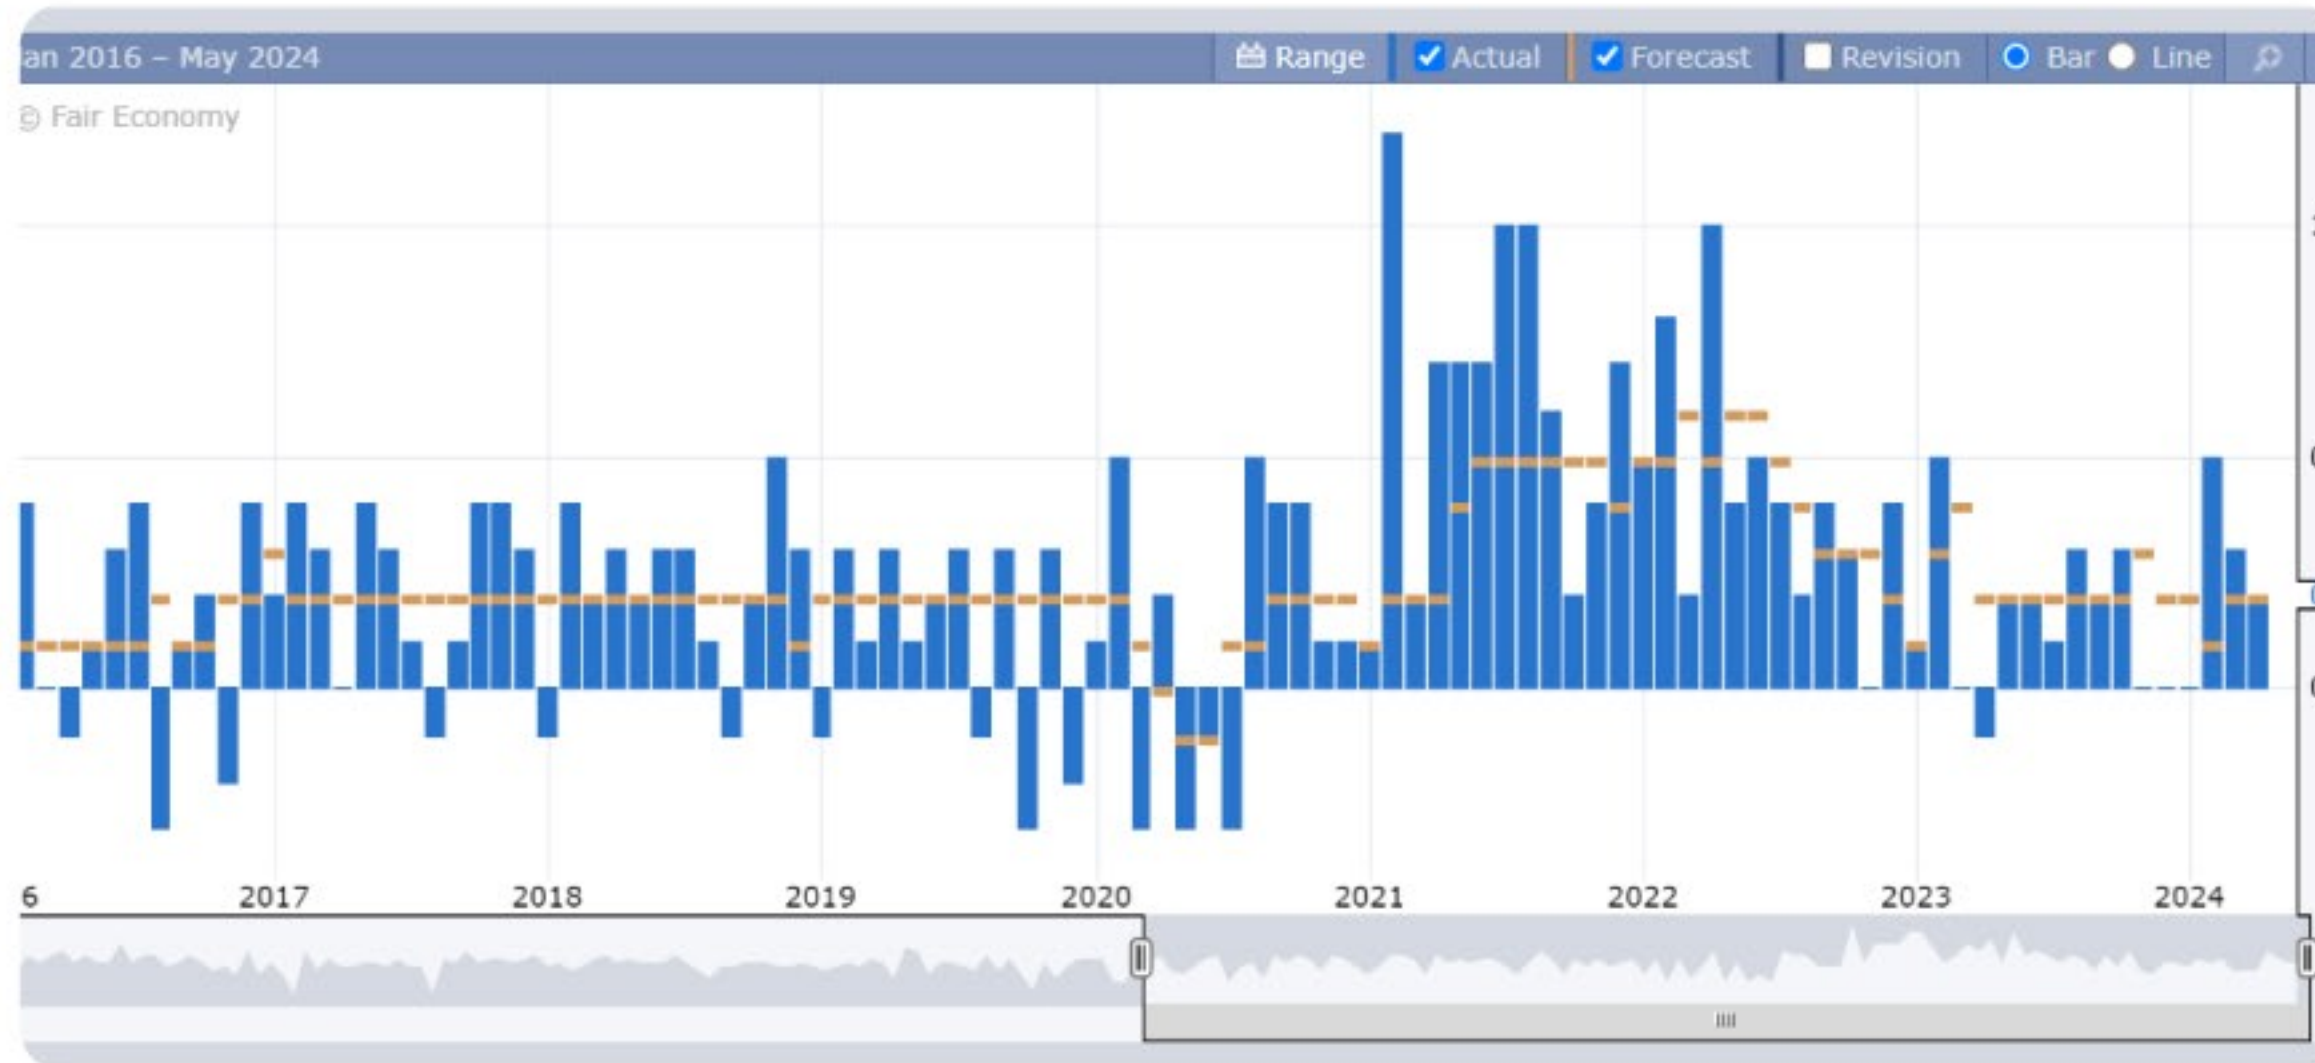 an 2016 – May 2024 Range Actual Forecast Revision Bar Line
© Fair Economy
6 2017 2018 2019 2020 2021 2022 2023 2024